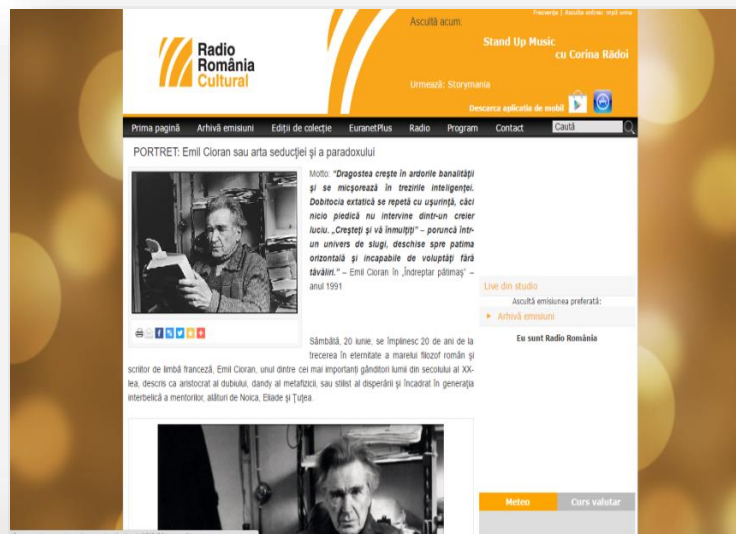 Frecvențe | Asculta online: mp3 wma
Ascultă acum:
Stand Up Music
cu Corina Rădoi
Radio
România
Cultural
Urmează: Storymania
Descarca aplicatia de mobil
Prima pagină Arhivă emisiuni Ediții de colecție EuranetPlus Radio Program Contact Caută
PORTRET: Emil Cioran sau arta seducției și a paradoxului
Motto: "Dragostea crește în ardorile banalității
și se micșorează în trezirile inteligenței.
Dobitocia extatică se repetă cu ușurință, căci
nicio piedică nu intervine dintr-un creier
luciu. „Creșteți și vă înmulțiți” – poruncă într-
un univers de slugi, deschise spre patima
orizontală și incapabile de voluptăți fără
tăvăliri." – Emil Cioran în „Îndreptar pătimaș” –
anul 1991
Sâmbătă, 20 iunie, se împlinesc 20 de ani de la
trecerea în eternitate a marelui filozof român și
scriitor de limbă franceză, Emil Cioran, unul dintre cei mai importanți gânditori lumii din secolului al XX-
lea, descris ca aristocrat al dubiului, dandy al metafizicii, sau stilist al disperării și încadrat în generația
interbelică a mentorilor, alături de Noica, Eliade și Țuțea.
Live din studio
Ascultă emisiunea preferată:
Arhivă emisiuni
Eu sunt Radio România
Meteo Curs valutar